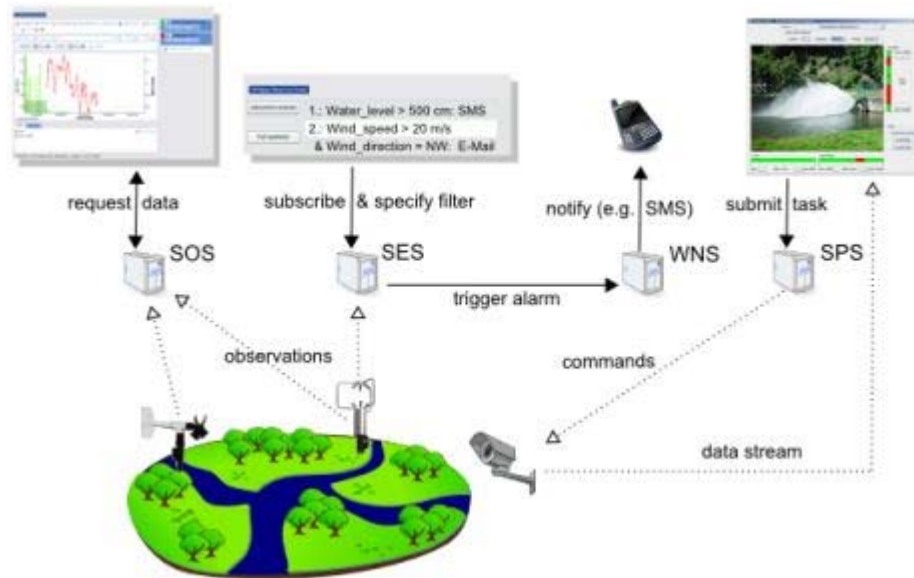 1.: Water_level > 500 cm: SMS
2.: Wind_speed > 20 m/s
& Wind_direction = NW: E-Mail
request data
subscribe & specify filter
notify (e.g. SMS)
submit task
SOS
SES
WNS
SPS
trigger alarm
observations
commands
data stream